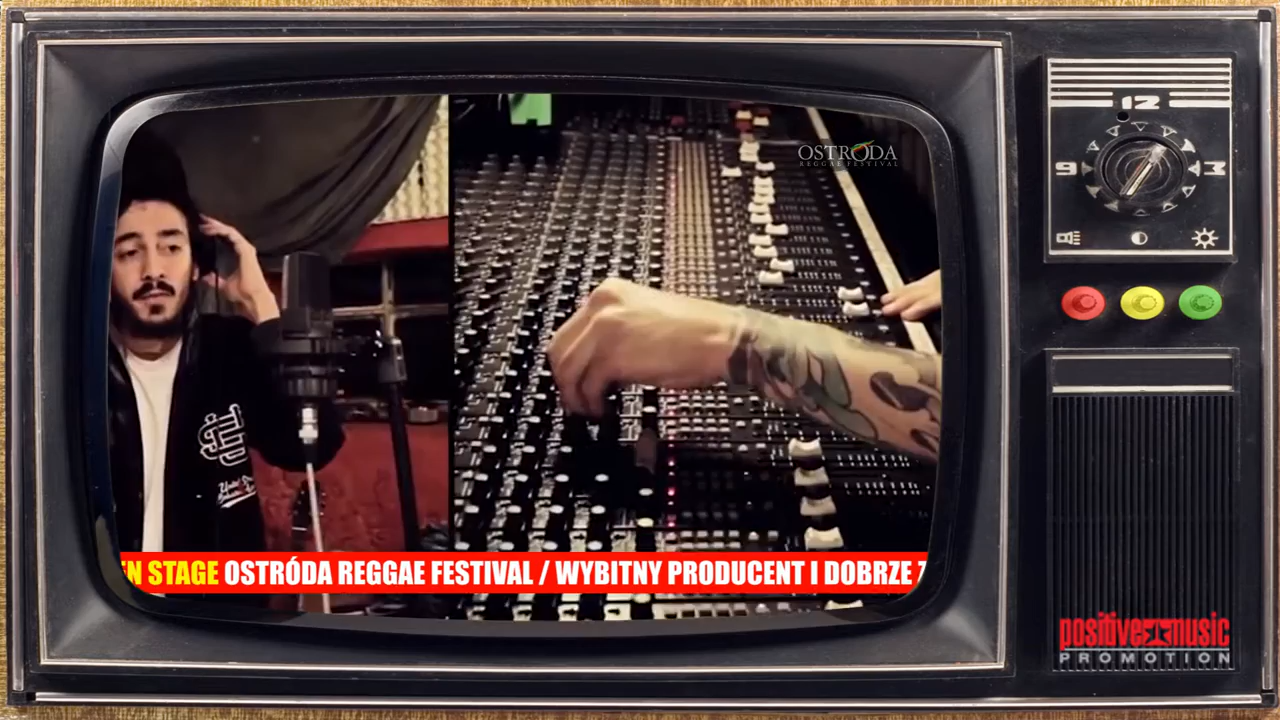 12
9 3
OSTRÓDA
REGGAE FESTIVAL
EN STAGE OSTRÓDA REGGAE FESTIVAL / WYBITNY PRODUCENT I DOBRZE Z
positive music
PROMOTION